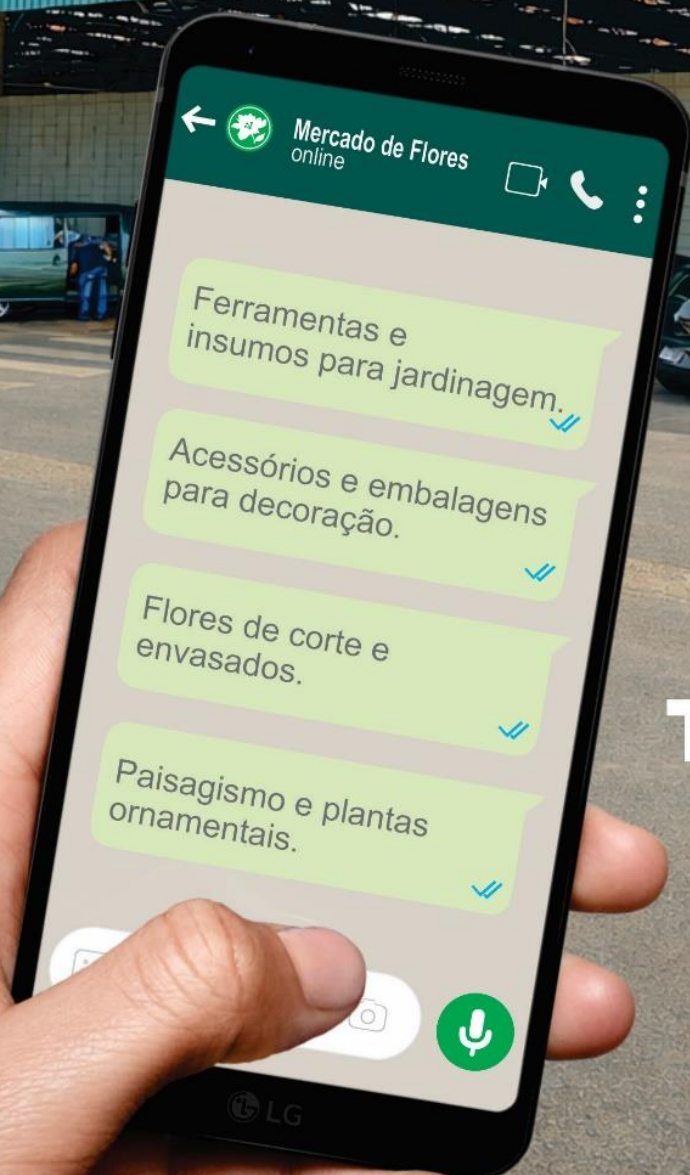 Mercado de Flores
online
Ferramentas e
insumos para jardinagem.
Acessórios e embalagens
para decoração.
Flores de corte e
envasados.
Paisagismo e plantas
ornamentais.
T
LG